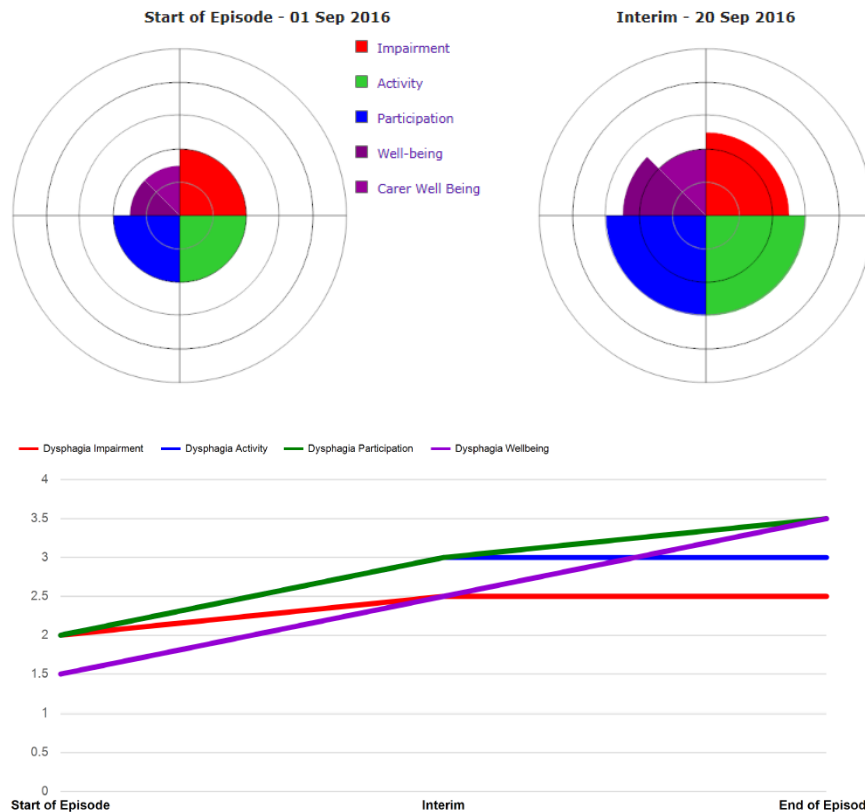 Start of Episode - 01 Sep 2016
Interim - 20 Sep 2016
Impairment
Activity
Participation
Well-being
Carer Well Being
Dysphagia Impairment
Dysphagia Activity
Dysphagia Participation
Dysphagia Wellbeing
4
3.5
3
2.5
2
1.5
1
0.5
0
Start of Episode
Interim
End of Episod